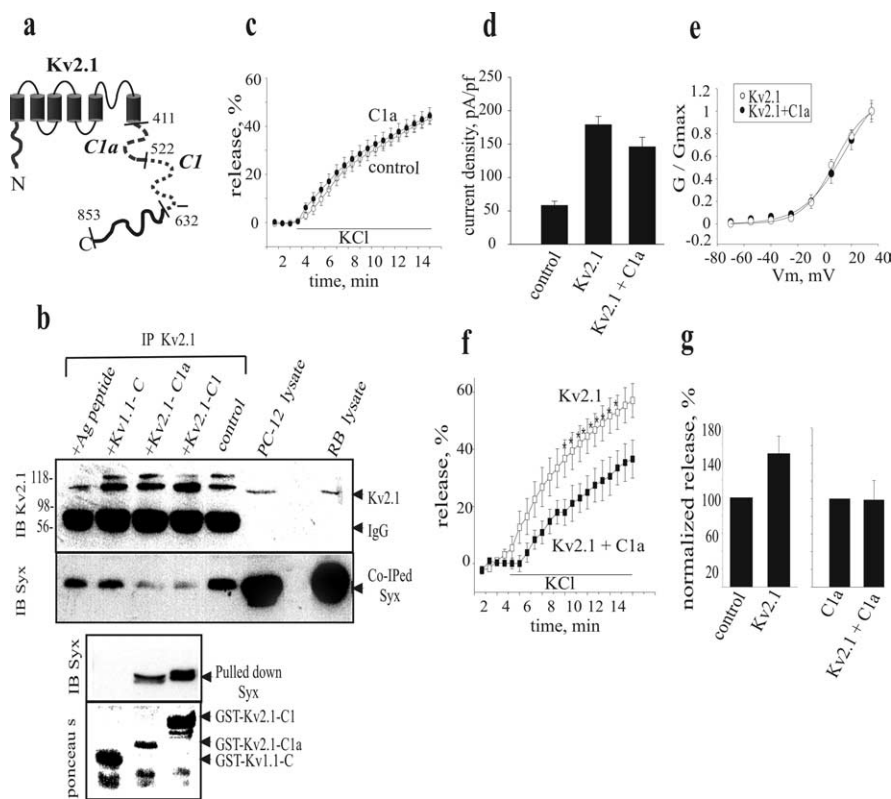 a
Kv2.1
411
C1a
522
C1
N
853
C
632
b
IP Kv2.1
+Ag peptide
+Kv1.1- C
+Kv2.1- C1a
+Kv2.1-C1
control
PC-12 lysate
RB lysate
IB Kv2.1
118-
98-
56-
Kv2.1
IgG
IB Syx
Co-IPed
Syx
IB Syx
Pulled down
Syx
ponceau s
GST-Kv2.1-C1
GST-Kv2.1-C1a
GST-Kv1.1-C
c
release, %
60
40
20
0
C1a
control
KCl
2 4 6 8 10 12 14
time, min
d
current density, pA/pf
250
200
150
100
50
0
control
Kv2.1
Kv2.1 + C1a
e
G / Gmax
1.2
1
0.8
0.6
0.4
0.2
0
-0.2
Kv2.1
Kv2.1+C1a
-80 -60 -40 -20 0 20 40
Vm, mV
f
release, %
60
40
20
0
Kv2.1
*******
Kv2.1 + C1a
KCl
2 4 6 8 10 12 14
time, min
g
normalized release, %
180
140
100
60
20
control
Kv2.1
C1a
Kv2.1 + C1a